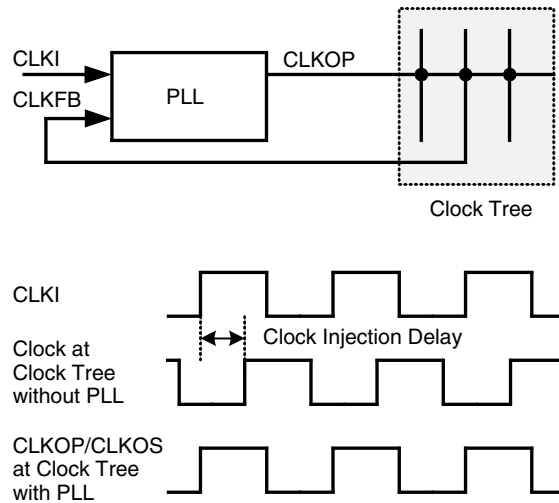 CLKI
CLKOP
CLKFB
PLL
Clock Tree
CLKI
Clock Injection Delay
Clock at
Clock Tree
without PLL
CLKOP/CLKOS
at Clock Tree
with PLL